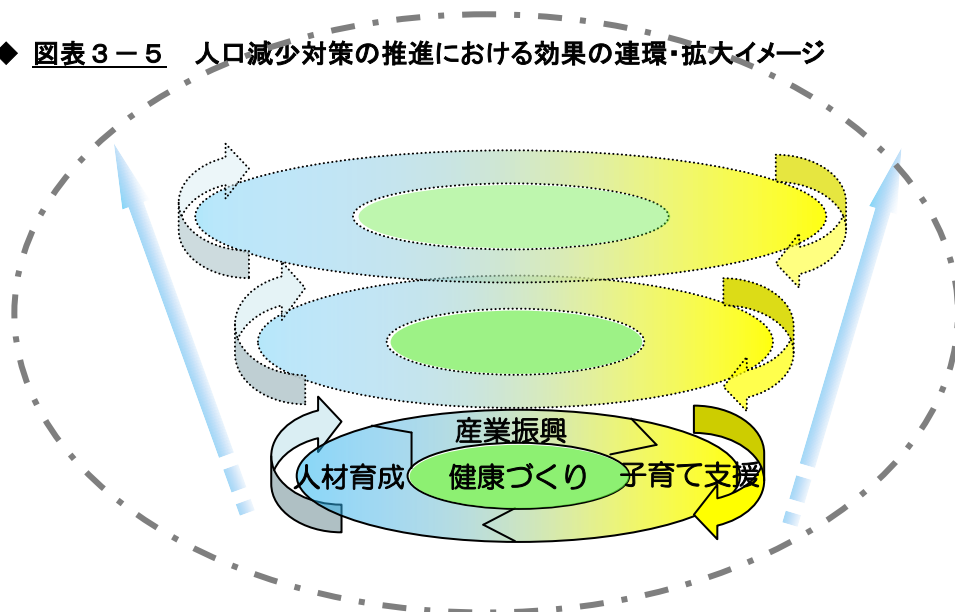 ◆ 図表３－５　人口減少対策の推進における効果の連環・拡大イメージ
産業振興
人材育成
健康づくり
子育て支援